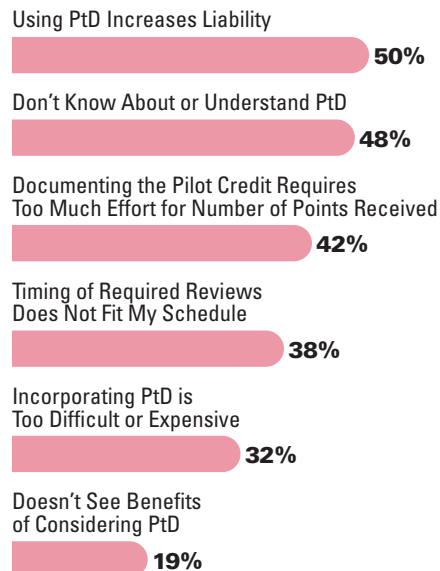 Using PtD Increases Liability
50%
Don't Know About or Understand PtD
48%
Documenting the Pilot Credit Requires
Too Much Effort for Number of Points Received
42%
Timing of Required Reviews
Does Not Fit My Schedule
38%
Incorporating PtD is
Too Difficult or Expensive
32%
Doesn't See Benefits
of Considering PtD
19%